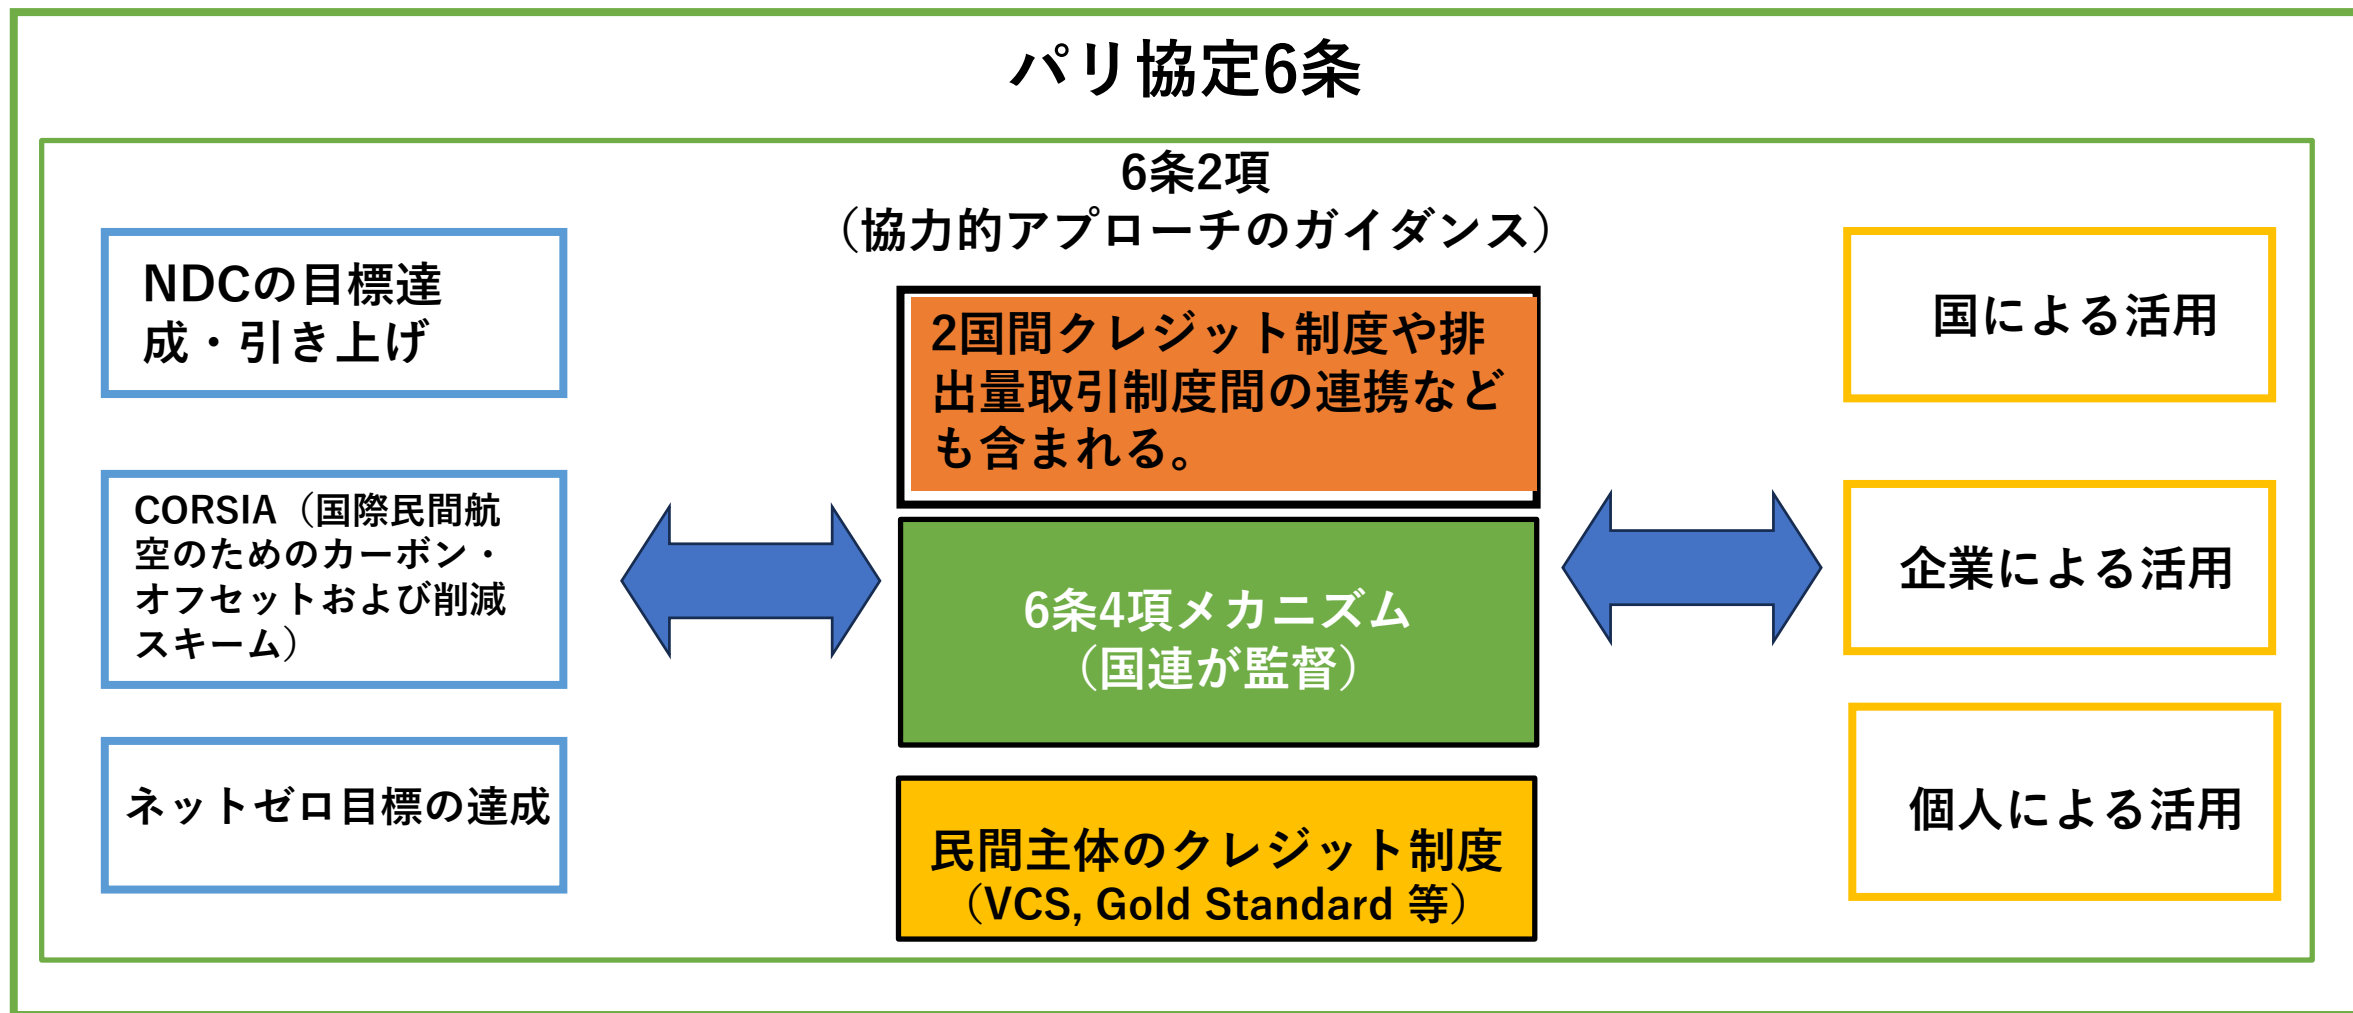 パリ協定6条
6条2項
（協力的アプローチのガイダンス）
NDCの目標達
成・引き上げ
CORSIA（国際民間航
空のためのカーボン・
オフセットおよび削減
スキーム）
ネットゼロ目標の達成
2国間クレジット制度や排
出量取引制度間の連携など
も含まれる。
6条4項メカニズム
（国連が監督）
民間主体のクレジット制度
（VCS, Gold Standard 等）
国による活用
企業による活用
個人による活用